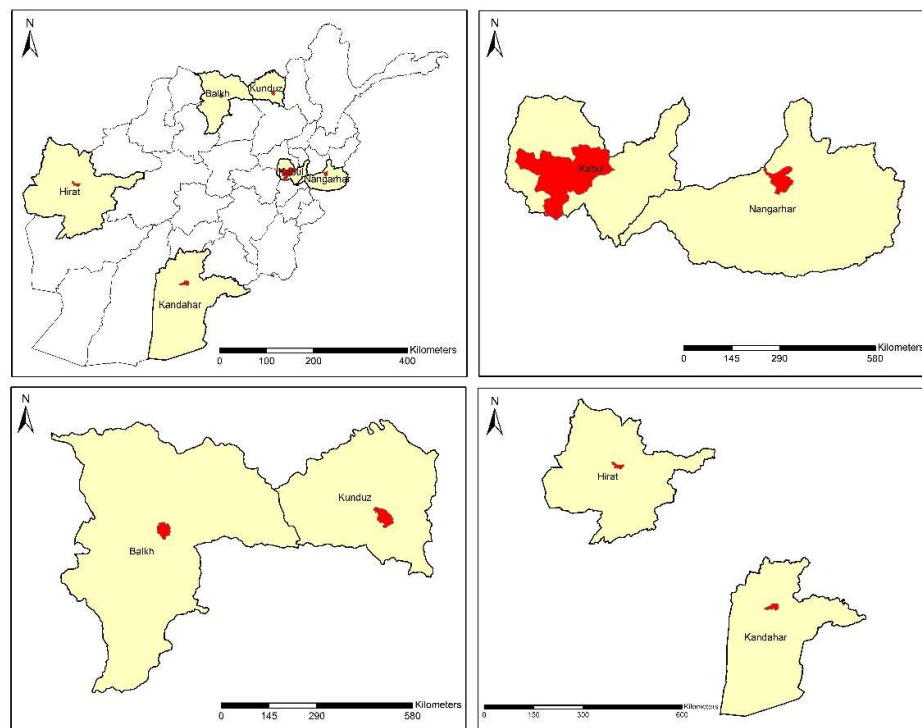 N
Balkh
Kunduz
Kabul
Nangarhar
Hirat
Kandahar
Kilometers
0 100 200 400
N
Kabul
Nangarhar
Kilometers
0 145 290 580
N
Kunduz
Balkh
Kilometers
0 145 290 580
N
Hirat
Kandahar
Kilometers
0 150 300 600